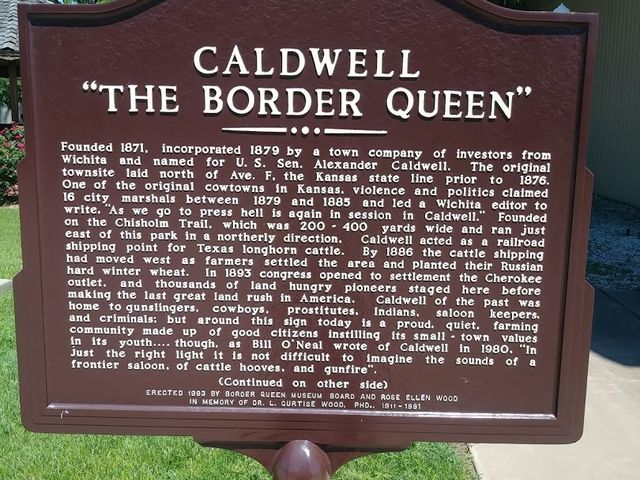 CALDWELL
"THE BORDER QUEEN"
Founded 1871, incorporated 1879 by a town company of investors from
Wichita and named for U. S. Sen. Alexander Caldwell. The original
townsite laid north of Ave. F, the Kansas state line prior to 1876.
One of the original cowtowns in Kansas, violence and politics claimed
16 city marshals between 1879 and 1885 and led a Wichita editor to
write, "As we go to press hell is again in session in Caldwell." Founded
on the Chisholm Trail, which was 200 - 400 yards wide and ran just
east of this park in a northerly direction, Caldwell acted as a railroad
shipping point for Texas longhorn cattle. By 1886 the cattle shipping
had moved west as farmers settled the area and planted their Russian
hard winter wheat. In 1893 congress opened to settlement the Cherokee
outlet, and thousands of land hungry pioneers staged here before
making the last great land rush in America. Caldwell of the past was
home to gunslingers, cowboys, prostitutes, Indians, saloon keepers,
and criminals; but around this sign today is a proud, quiet, farming
community made up of good citizens instilling its small - town values
in its youth.... though, as Bill O'Neal wrote of Caldwell in 1980, "In
just the right light it is not difficult to imagine the sounds of a
frontier saloon, of cattle hooves, and gunfire".
(Continued on other side)
ERECTED 1993 BY BORDER QUEEN MUSEUM BOARD AND ROSE ELLEN WOOD
IN MEMORY OF DR. L. CURTISE WOOD, PHD., 1911-1991